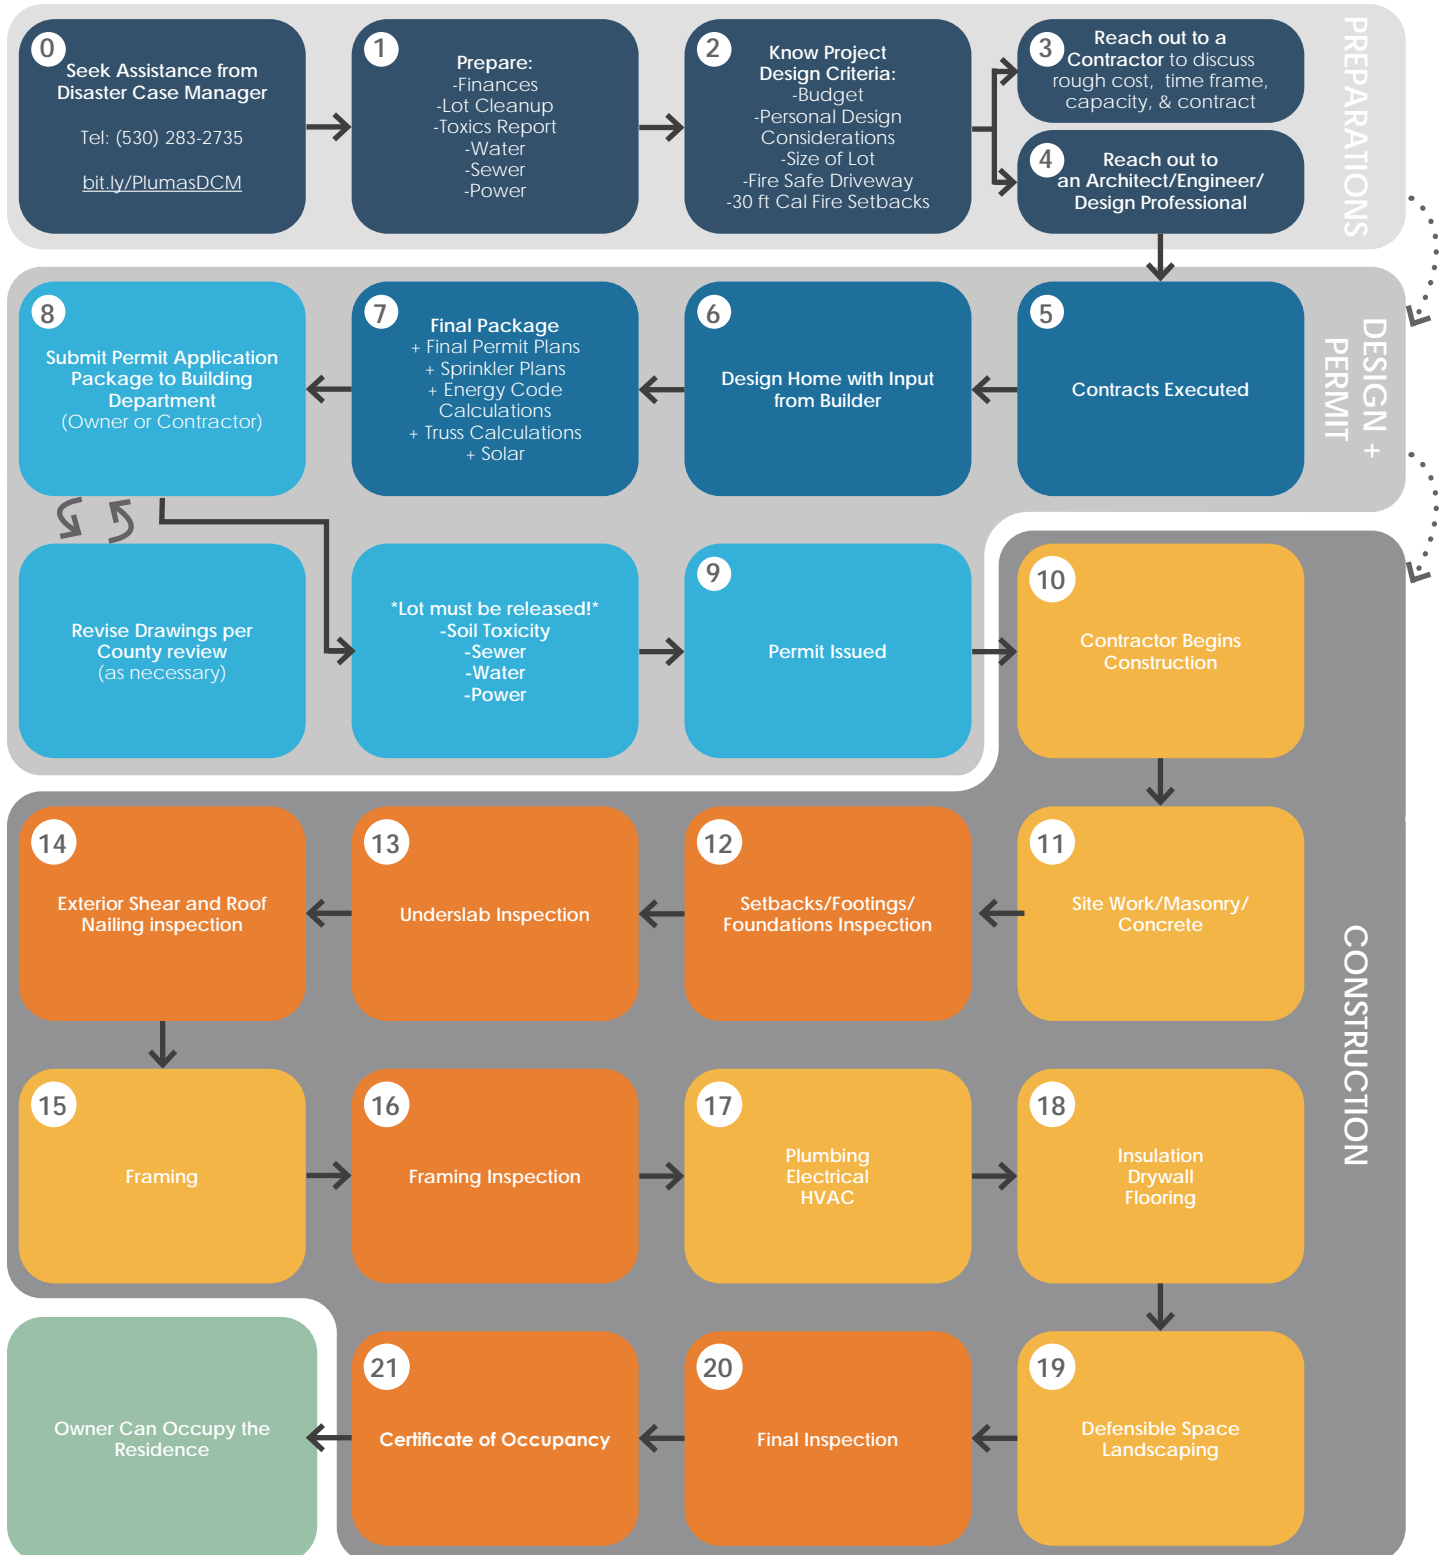 PREPARATIONS
0
Seek Assistance from
Disaster Case Manager
Tel: (530) 283-2735
bit.ly/PlumasDCM
1
Prepare:
-Finances
-Lot Cleanup
-Toxics Report
-Water
-Sewer
-Power
2
Know Project
Design Criteria:
-Budget
-Personal Design
Considerations
-Size of Lot
-Fire Safe Driveway
-30 ft Cal Fire Setbacks
3
Reach out to a
Contractor to discuss
rough cost, time frame,
capacity, & contract
4
Reach out to
an Architect/Engineer/
Design Professional
DESIGN +
PERMIT
5
Contracts Executed
6
Design Home with Input
from Builder
7
Final Package
+ Final Permit Plans
+ Sprinkler Plans
+ Energy Code
Calculations
+ Truss Calculations
+ Solar
8
Submit Permit Application
Package to Building
Department
(Owner or Contractor)
Revise Drawings per
County review
(as necessary)
*Lot must be released!*
-Soil Toxicity
-Sewer
-Water
-Power
9
Permit Issued
CONSTRUCTION
10
Contractor Begins
Construction
11
Site Work/Masonry/
Concrete
12
Setbacks/Footings/
Foundations Inspection
13
Underslab Inspection
14
Exterior Shear and Roof
Nailing inspection
15
Framing
16
Framing Inspection
17
Plumbing
Electrical
HVAC
18
Insulation
Drywall
Flooring
19
Defensible Space
Landscaping
20
Final Inspection
21
Certificate of Occupancy
Owner Can Occupy the
Residence